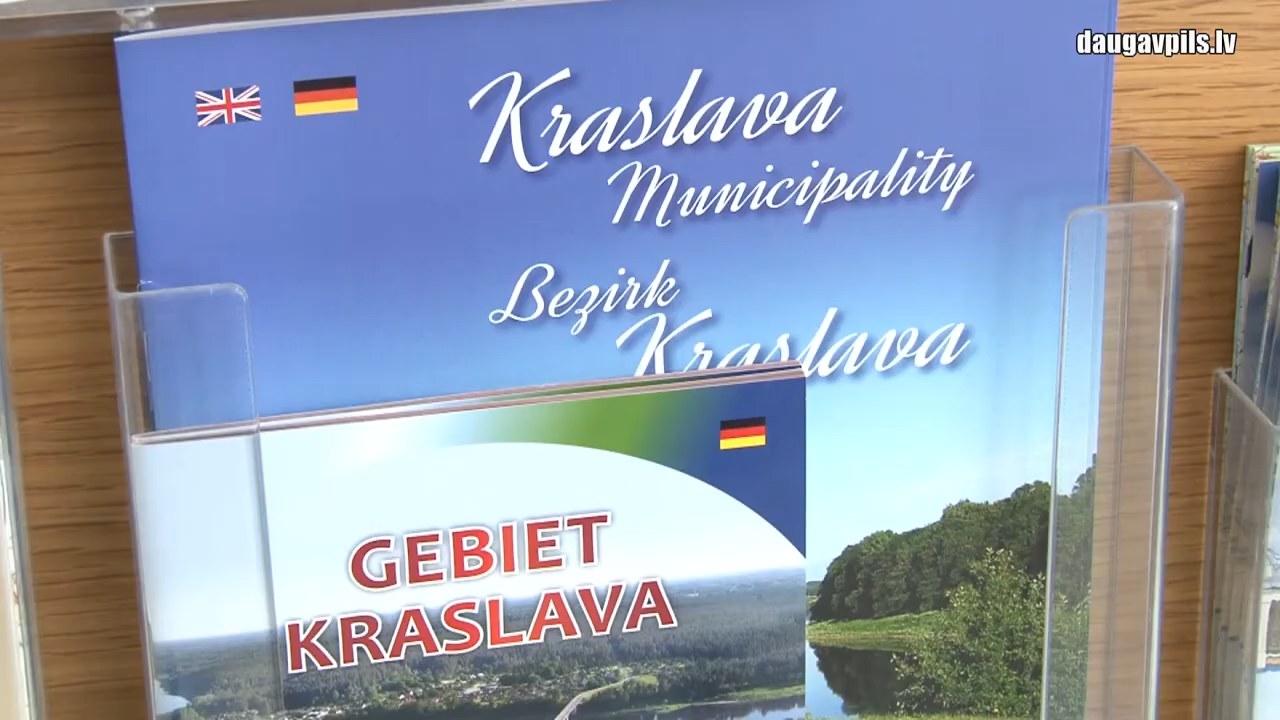 daugavpils.lv
Kraslava
Municipality
Bezirk
Kraslava
GEBIET
KRASLAVA